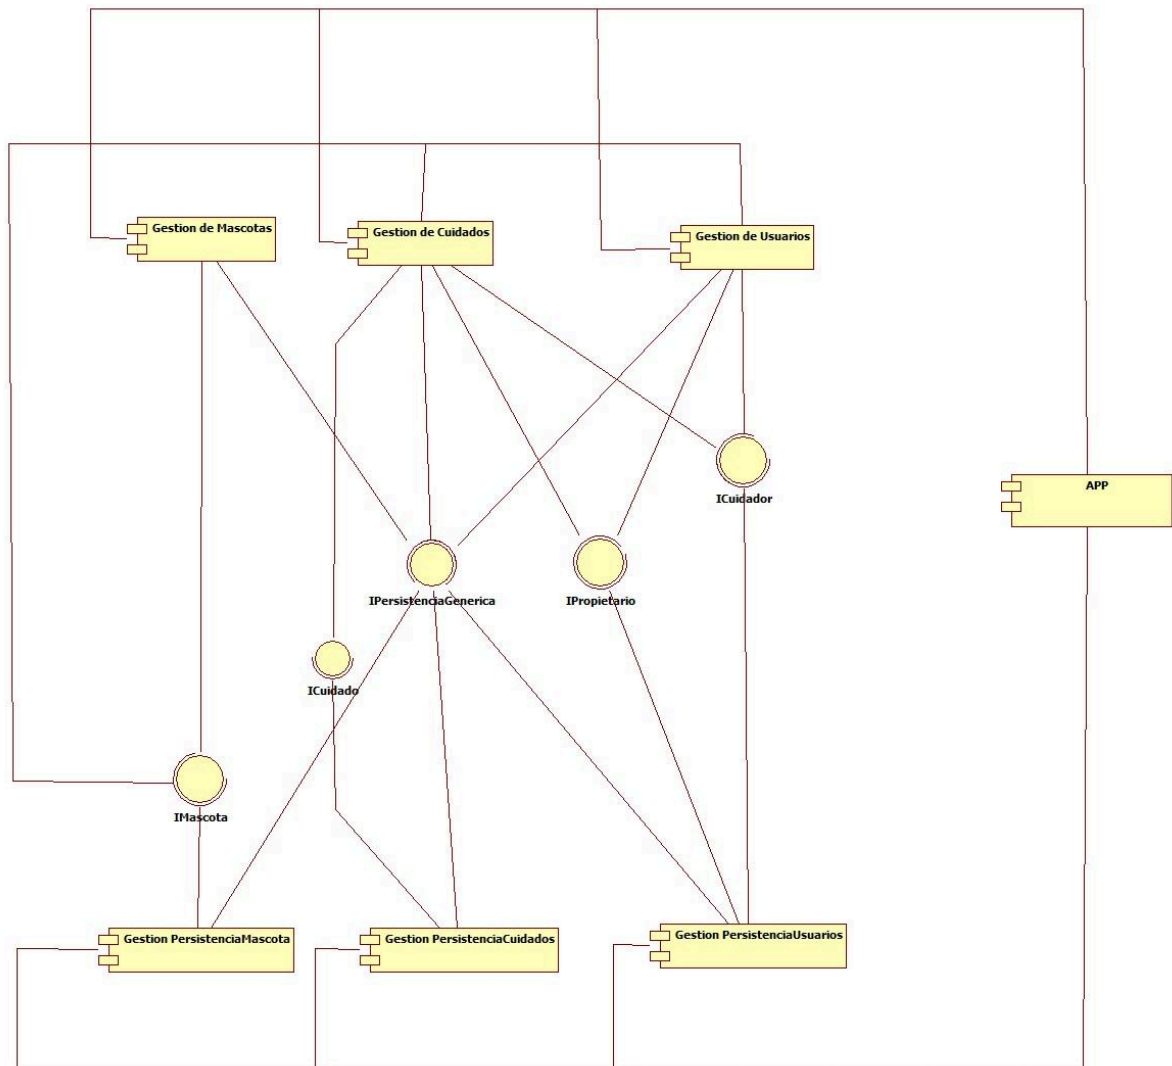 Gestion de Mascotas
Gestion de Cuidados
Gestion de Usuarios
ICuidador
APP
IPersistenciaGenerica
IPropietario
ICuidado
IMascota
Gestion PersistenciaMascota
Gestion PersistenciaCuidados
Gestion PersistenciaUsuarios